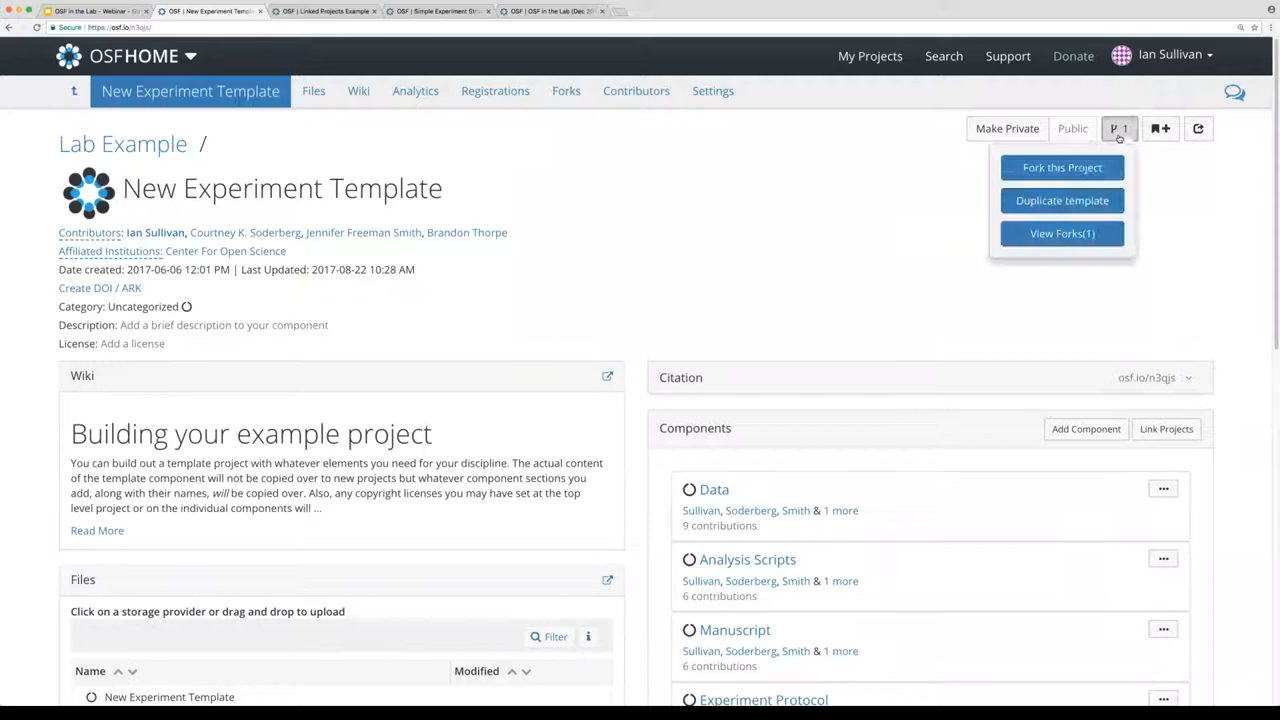 OSF in the Lab - Webinar - G
OSF | New Experiment Template
OSF | Linked Projects Example
OSF | Simple Experiment Str
OSF | OSF in the Lab (Dec 20
Secure | https://osf.io/n3qjs/
OSFHOME
My Projects
Search
Support
Donate
Ian Sullivan
New Experiment Template
Files
Wiki
Analytics
Registrations
Forks
Contributors
Settings
Make Private
Public
1
Fork this Project
Duplicate template
View Forks(1)
Lab Example /
New Experiment Template
Contributors: Ian Sullivan, Courtney K. Soderberg, Jennifer Freeman Smith, Brandon Thorpe
Affiliated Institutions: Center For Open Science
Date created: 2017-06-06 12:01 PM | Last Updated: 2017-08-22 10:28 AM
Create DOI / ARK
Category: Uncategorized
Description: Add a brief description to your component
License: Add a license
Wiki
Building your example project
You can build out a template project with whatever elements you need for your discipline. The actual content
of the template component will not be copied over to new projects but whatever component sections you
add, along with their names, will be copied over. Also, any copyright licenses you may have set at the top
level project or on the individual components will ...
Read More
Files
Click on a storage provider or drag and drop to upload
Filter
i
Name
Modified
New Experiment Template
Citation
osf.io/n3qjs
Components
Add Component
Link Projects
Data
Sullivan, Soderberg, Smith & 1 more
9 contributions
Analysis Scripts
Sullivan, Soderberg, Smith & 1 more
6 contributions
Manuscript
Sullivan, Soderberg, Smith & 1 more
6 contributions
Experiment Protocol